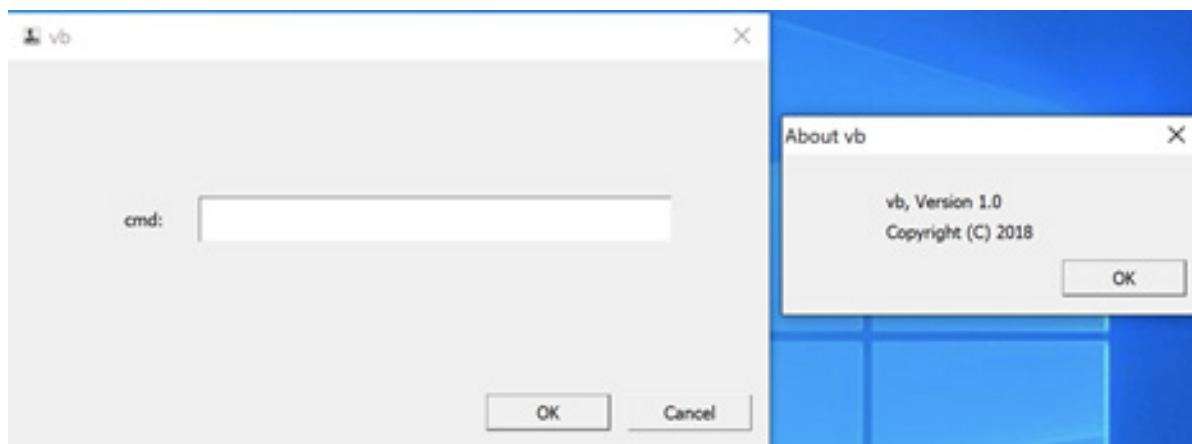 vb
cmd:
OK
Cancel
About vb
vb, Version 1.0
Copyright (C) 2018
OK